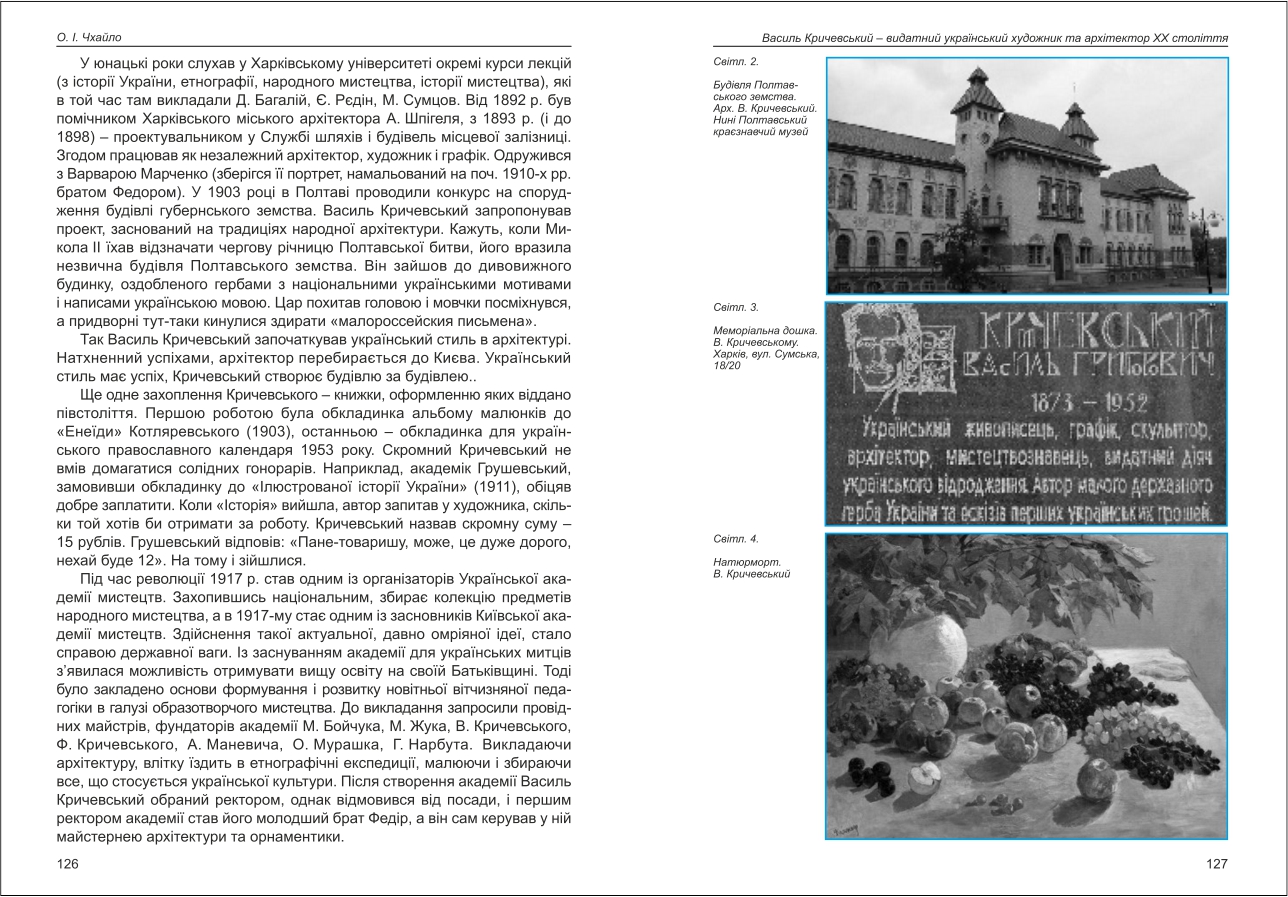 О. І. Чхайло
У юнацькі роки слухав у Харківському університеті окремі курси лекцій
(з історії України, етнографії, народного мистецтва, історії мистецтва), які
в той час там викладали Д. Багалій, Є. Рєдін, М. Сумцов. Від 1892 р. був
помічником Харківського міського архітектора А. Шпігеля, з 1893 р. (і до
1898) – проектувальником у Службі шляхів і будівель місцевої залізниці.
Згодом працював як незалежний архітектор, художник і графік. Одружився
з Варварою Марченко (зберігся її портрет, намальований на поч. 1910-х рр.
братом Федором). У 1903 році в Полтаві проводили конкурс на споруд-
ження будівлі губернського земства. Василь Кричевський запропонував
проект, заснований на традиціях народної архітектури. Кажуть, коли Ми-
кола ІІ їхав відзначати чергову річницю Полтавської битви, його вразила
незвична будівля Полтавського земства. Він зайшов до дивовижного
будинку, оздобленого гербами з національними українськими мотивами
і написами українською мовою. Цар похитав головою і мовчки посміхнувся,
а придворні тут-таки кинулися здирати «малороссейския письмена».
Так Василь Кричевський започаткував український стиль в архітектурі.
Натхненний успіхами, архітектор перебирається до Києва. Український
стиль має успіх, Кричевський створює будівлю за будівлею..
Ще одне захоплення Кричевського – книжки, оформленню яких віддано
півстоліття. Першою роботою була обкладинка альбому малюнків до
«Енеїди» Котляревського (1903), останньою – обкладинка для україн-
ського православного календаря 1953 року. Скромний Кричевський не
вмів домагатися солідних гонорарів. Наприклад, академік Грушевський,
замовивши обкладинку до «Ілюстрованої історії України» (1911), обіцяв
добре заплатити. Коли «Історія» вийшла, автор запитав у художника, скіль-
ки той хотів би отримати за роботу. Кричевський назвав скромну суму –
15 рублів. Грушевський відповів: «Пане-товаришу, може, це дуже дорого,
нехай буде 12». На тому і зійшлися.
Під час революції 1917 р. став одним із організаторів Української ака-
демії мистецтв. Захопившись національним, збирає колекцію предметів
народного мистецтва, а в 1917-му стає одним із засновників Київської ака-
демії мистецтв. Здійснення такої актуальної, давно омріяної ідеї, стало
справою державної ваги. Із заснуванням академії для українських митців
з’явилася можливість отримувати вищу освіту на своїй Батьківщині. Тоді
було закладено основи формування і розвитку новітньої вітчизняної педа-
гогіки в галузі образотворчого мистецтва. До викладання запросили провід-
них майстрів, фундаторів академії М. Бойчука, М. Жука, В. Кричевського,
Ф. Кричевського, А. Маневича, О. Мурашка, Г. Нарбута. Викладаючи
архітектуру, влітку їздить в етнографічні експедиції, малюючи і збираючи
все, що стосується української культури. Після створення академії Василь
Кричевський обраний ректором, однак відмовився від посади, і першим
ректором академії став його молодший брат Федір, а він сам керував у ній
майстернею архітектури та орнаментики.
126
Василь Кричевський – видатний український художник та архітектор ХХ століття
Світл. 2.
Будівля Полтав-
ського земства.
Арх. В. Кричевський.
Нині Полтавський
краєзнавчий музей
Світл. 3.
Меморіальна дошка.
В. Кричевському.
Харків, вул. Сумська,
18/20
КРИЧЕВСЬКИЙ
ВАСИЛЬ ГРИГОРОВИЧ
1873 – 1952
Український живописець, графік, скульптор,
архітектор, мистецтвознавець, видатний діяч
українського відродження. Автор малого державного
герба України та ескізів перших українських грошей.
Світл. 4.
Натюрморт.
В. Кричевський
127